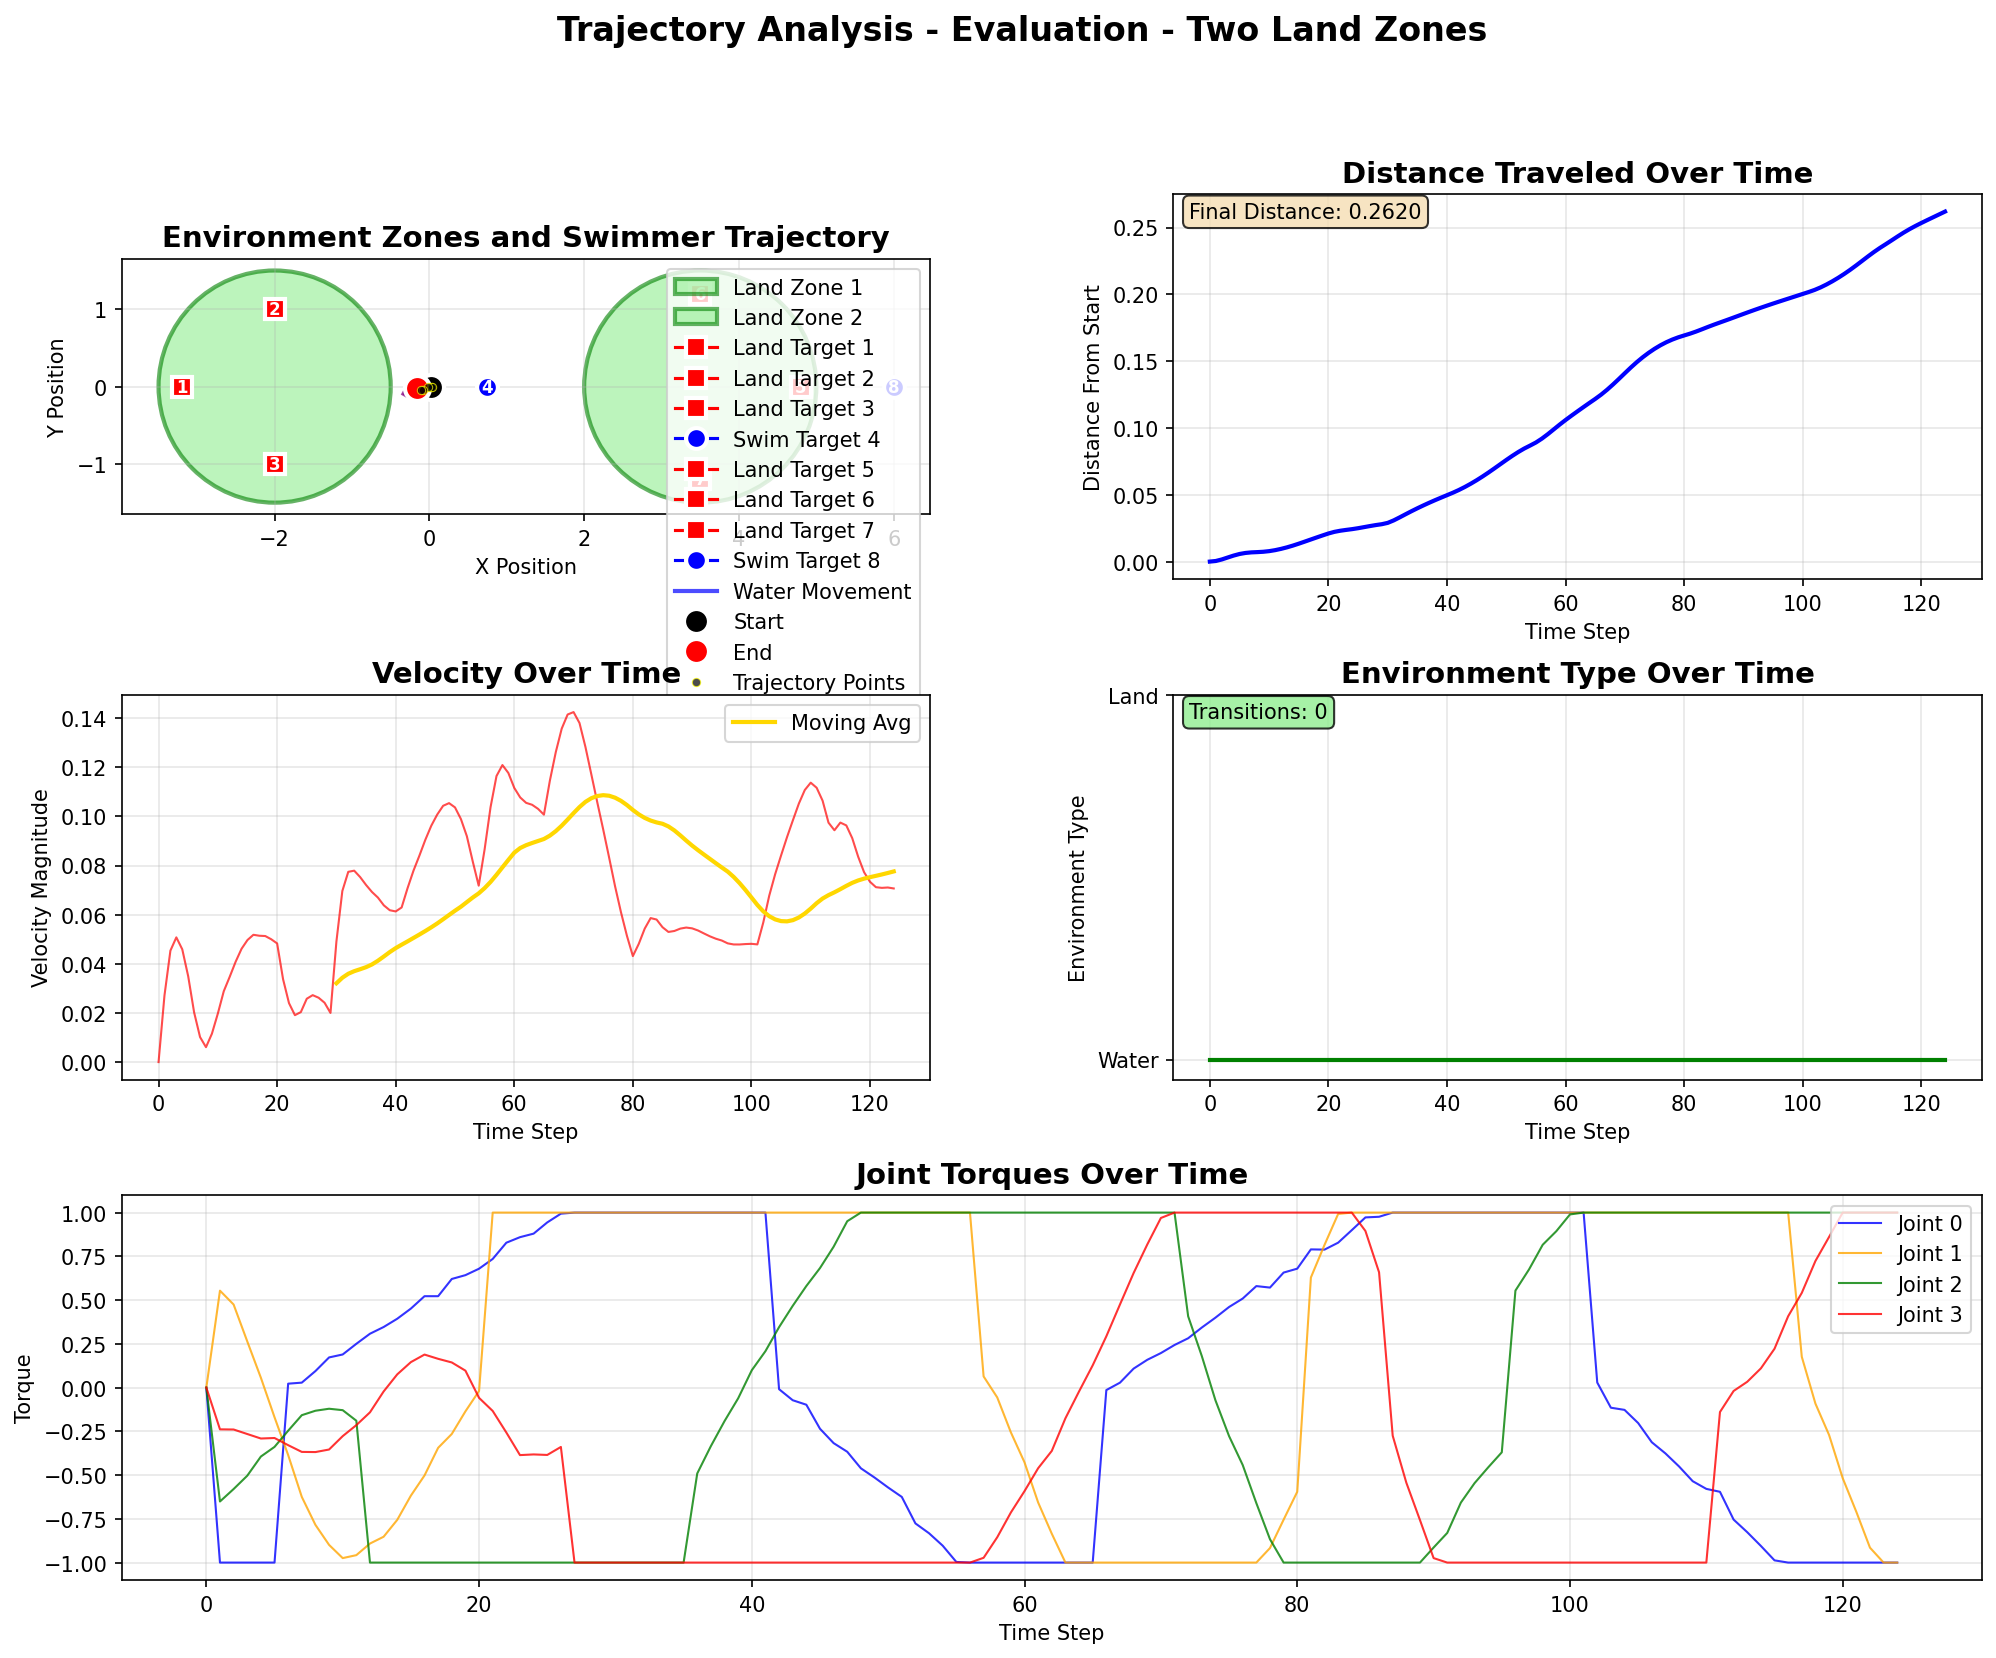 Trajectory Analysis - Evaluation - Two Land Zones
Environment Zones and Swimmer Trajectory
Y Position
1
0
−1
1
2
3
4
5
8
−2
0
2
4
6
X Position
Land Zone 1
Land Zone 2
Land Target 1
Land Target 2
Land Target 3
Swim Target 4
Land Target 5
Land Target 6
Land Target 7
Swim Target 8
Water Movement
Start
End
Trajectory Points
Distance Traveled Over Time
Final Distance: 0.2620
Distance From Start
0.25
0.20
0.15
0.10
0.05
0.00
0
20
40
60
80
100
120
Time Step
Velocity Over Time
Moving Avg
Velocity Magnitude
0.14
0.12
0.10
0.08
0.06
0.04
0.02
0.00
0
20
40
60
80
100
120
Time Step
Environment Type Over Time
Transitions: 0
Environment Type
Land
Water
0
20
40
60
80
100
120
Time Step
Joint Torques Over Time
Torque
1.00
0.75
0.50
0.25
0.00
−0.25
−0.50
−0.75
−1.00
0
20
40
60
80
100
120
Time Step
Joint 0
Joint 1
Joint 2
Joint 3